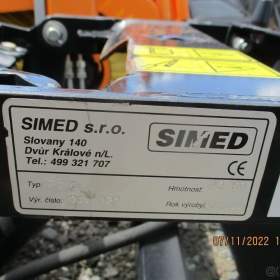 SIMED s.r.o.
Slovany 140
Dvůr Králové n/L.
Tel.: 499 321 707
SIMED
CE
Typ:
Hmotnost:
Výr. číslo:
Rok výroby:
07/11/2022